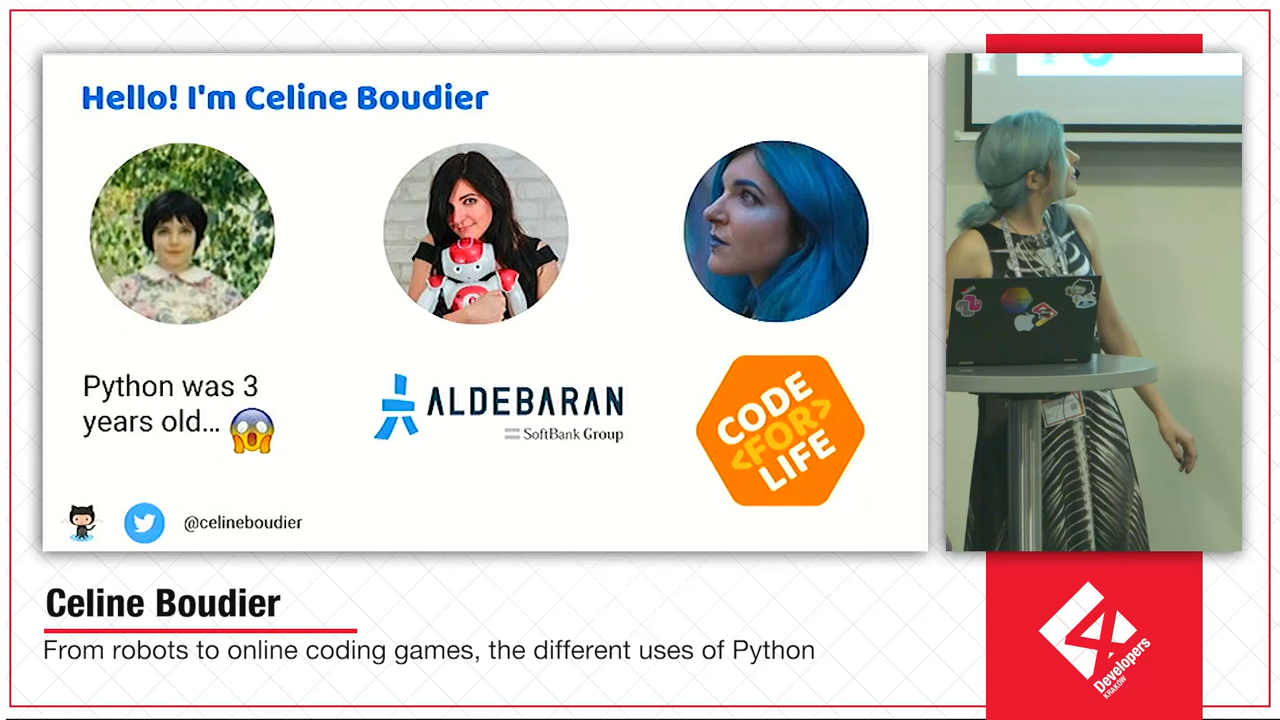 Hello! I'm Celine Boudier
Python was 3
years old...
ALDEBARAN
SoftBank Group
CODE
<FOR>
LIFE
@celineboudier
Celine Boudier
From robots to online coding games, the different uses of Python
4
Developers
KRAKOW